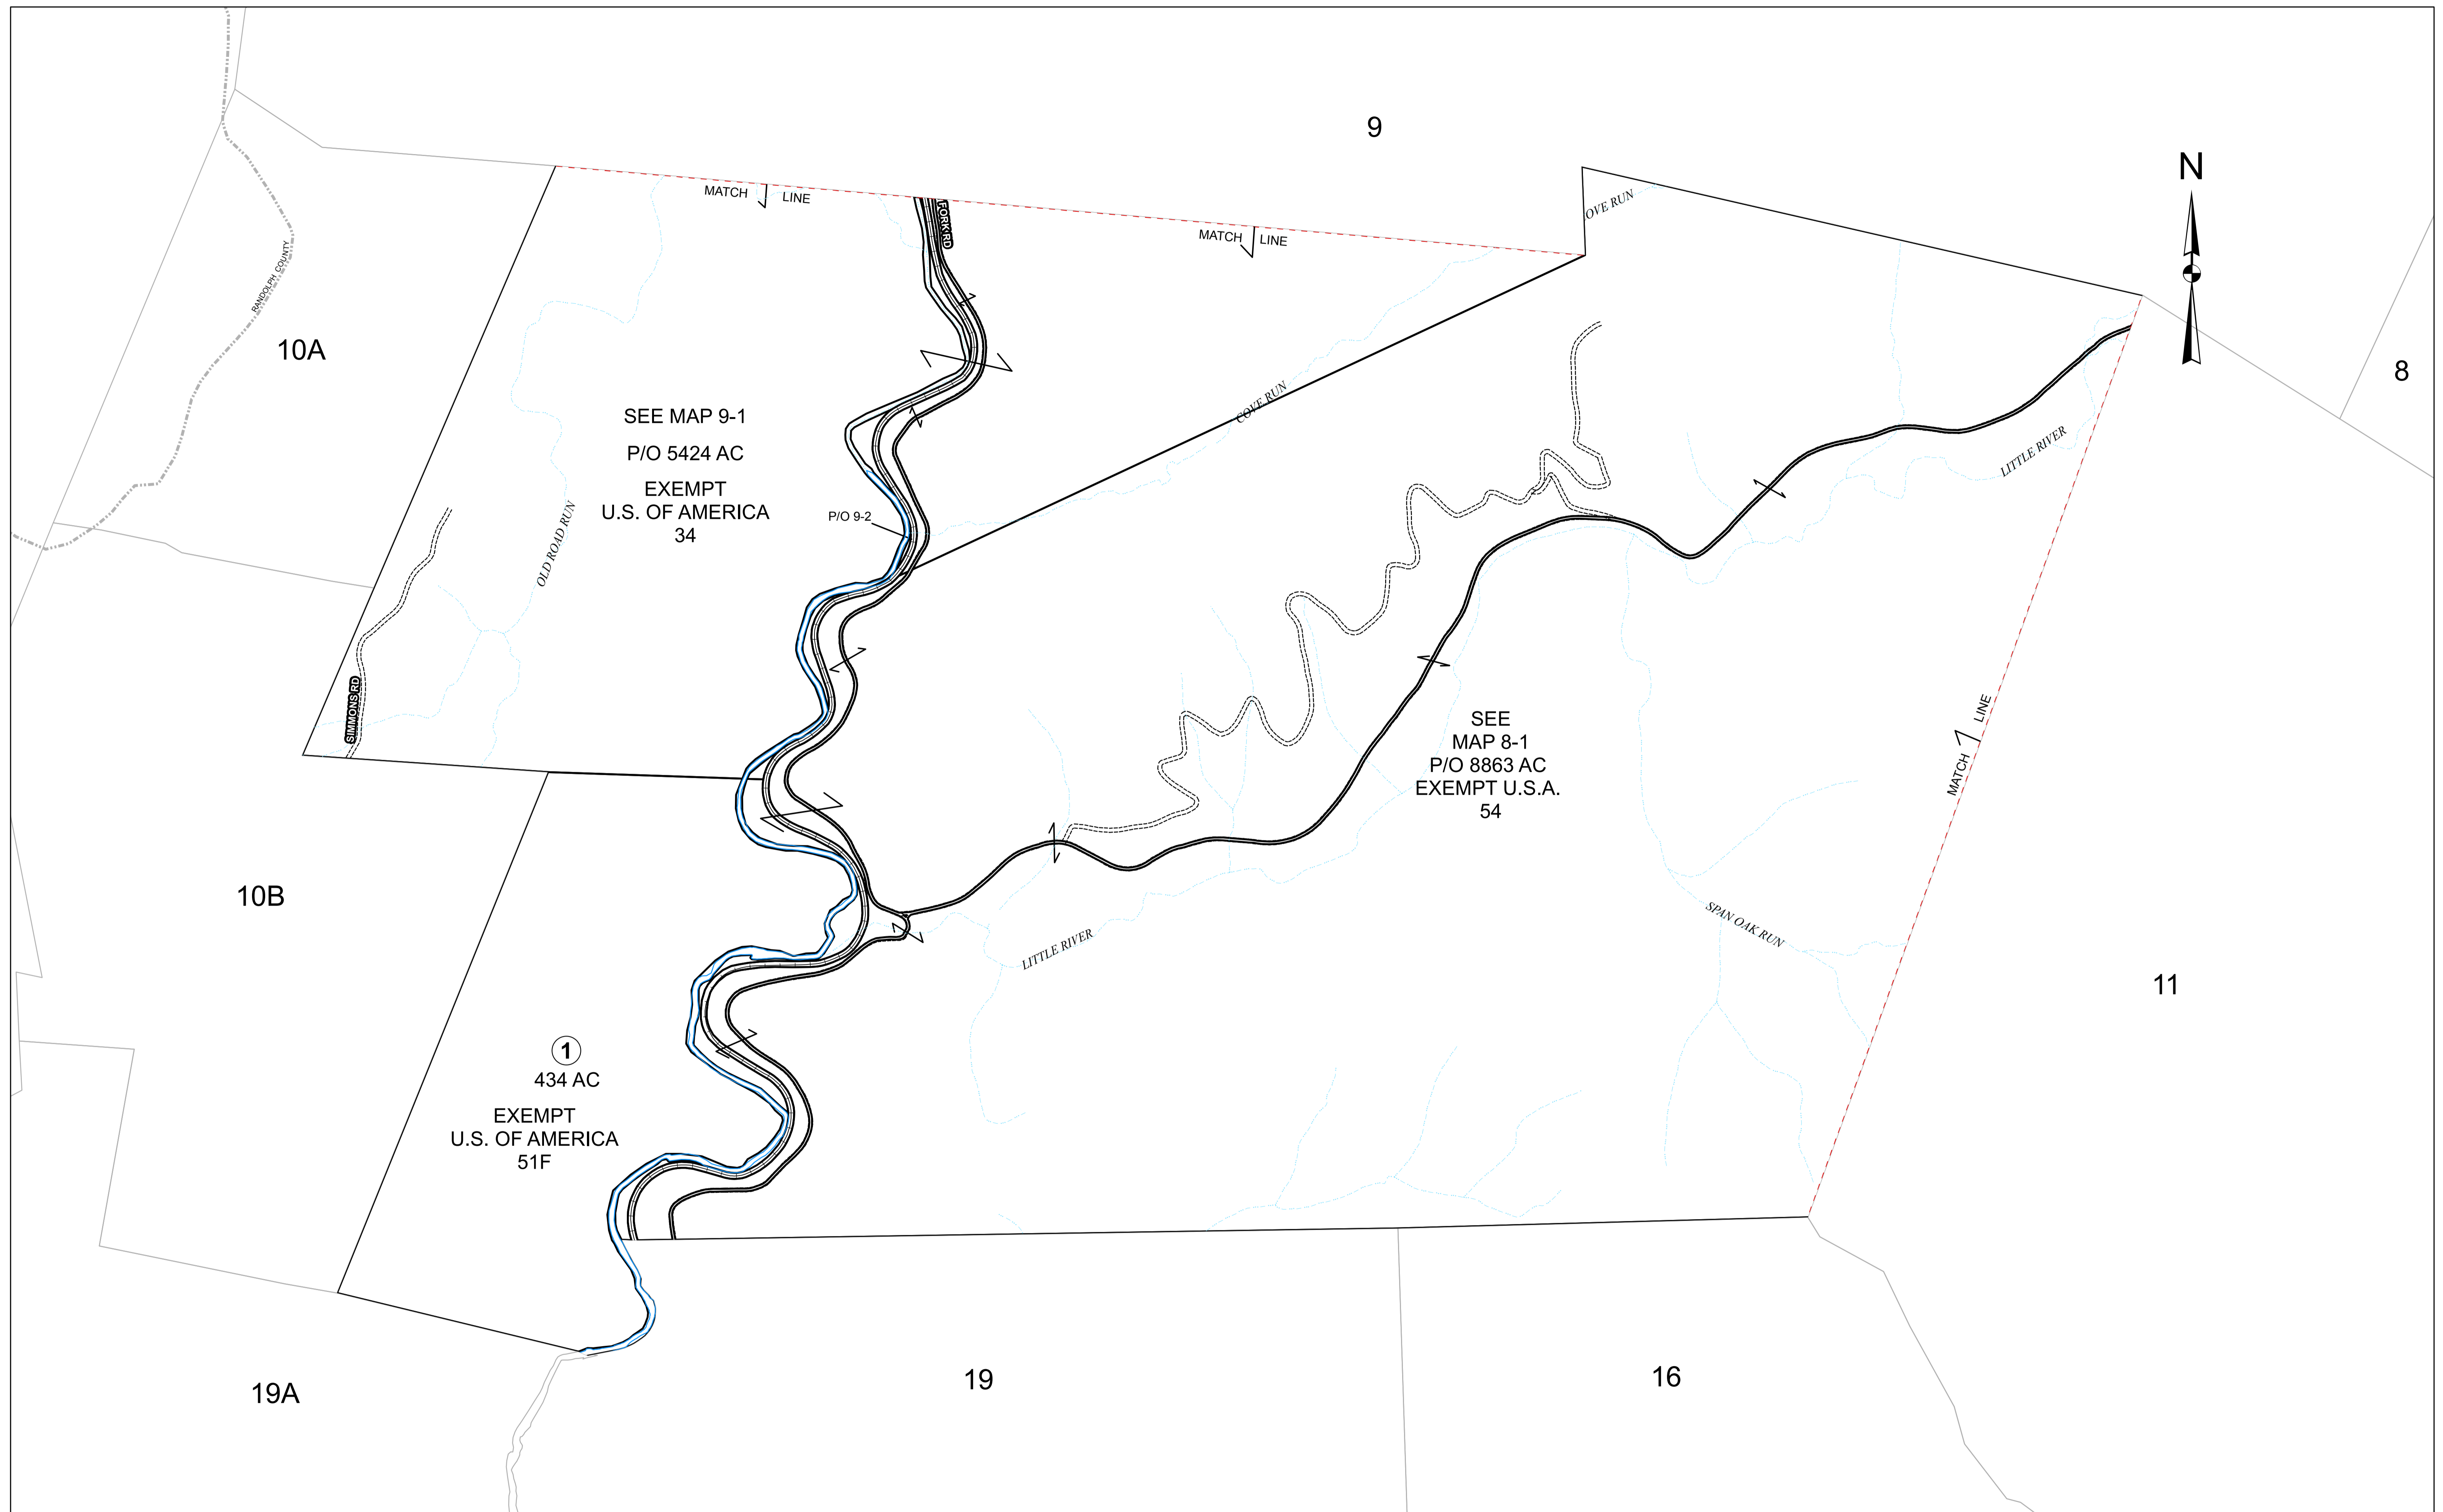 9
N
MATCH LINE
OVE RUN
FORK RD
MATCH LINE
RANDOLPH COUNTY
10A
8
COVE RUN
SEE MAP 9-1
P/O 5424 AC
EXEMPT
U.S. OF AMERICA
34
LITTLE RIVER
P/O 9-2
OLD ROAD RUN
SIMMONS RD
SEE
MAP 8-1
P/O 8863 AC
EXEMPT U.S.A.
54
MATCH LINE
10B
SPAN OAK RUN
LITTLE RIVER
11
1
434 AC
EXEMPT
U.S. OF AMERICA
51F
19A
19
16